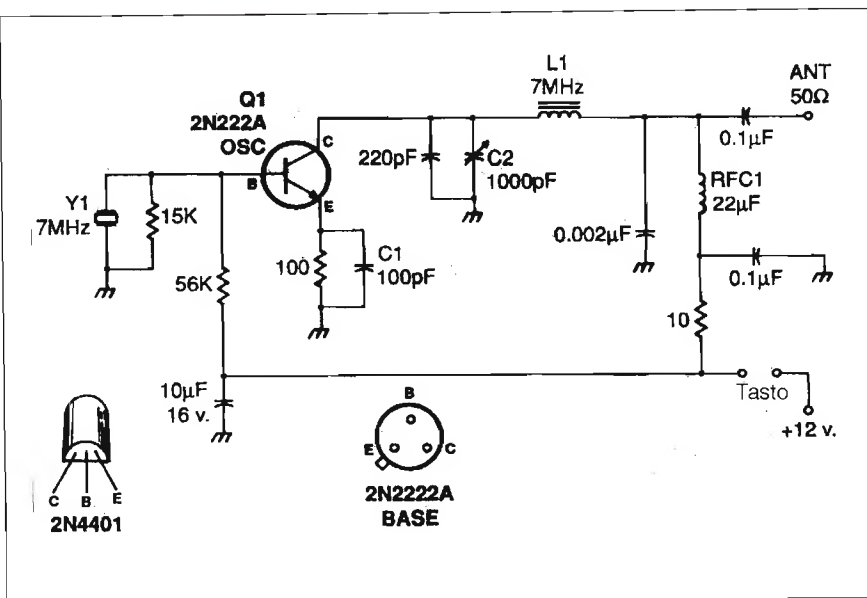 Q1
2N222A
OSC
C
B
E
Y1
7MHz
15K
56K
100
C1
100pF
220pF
C2
1000pF
L1
7MHz
ANT
50Ω
0.1µF
RFC1
22µF
0.002µF
0.1µF
10
Tasto
+12 v.
10µF
16 v.
C B E
2N4401
B
E C
2N2222A
BASE